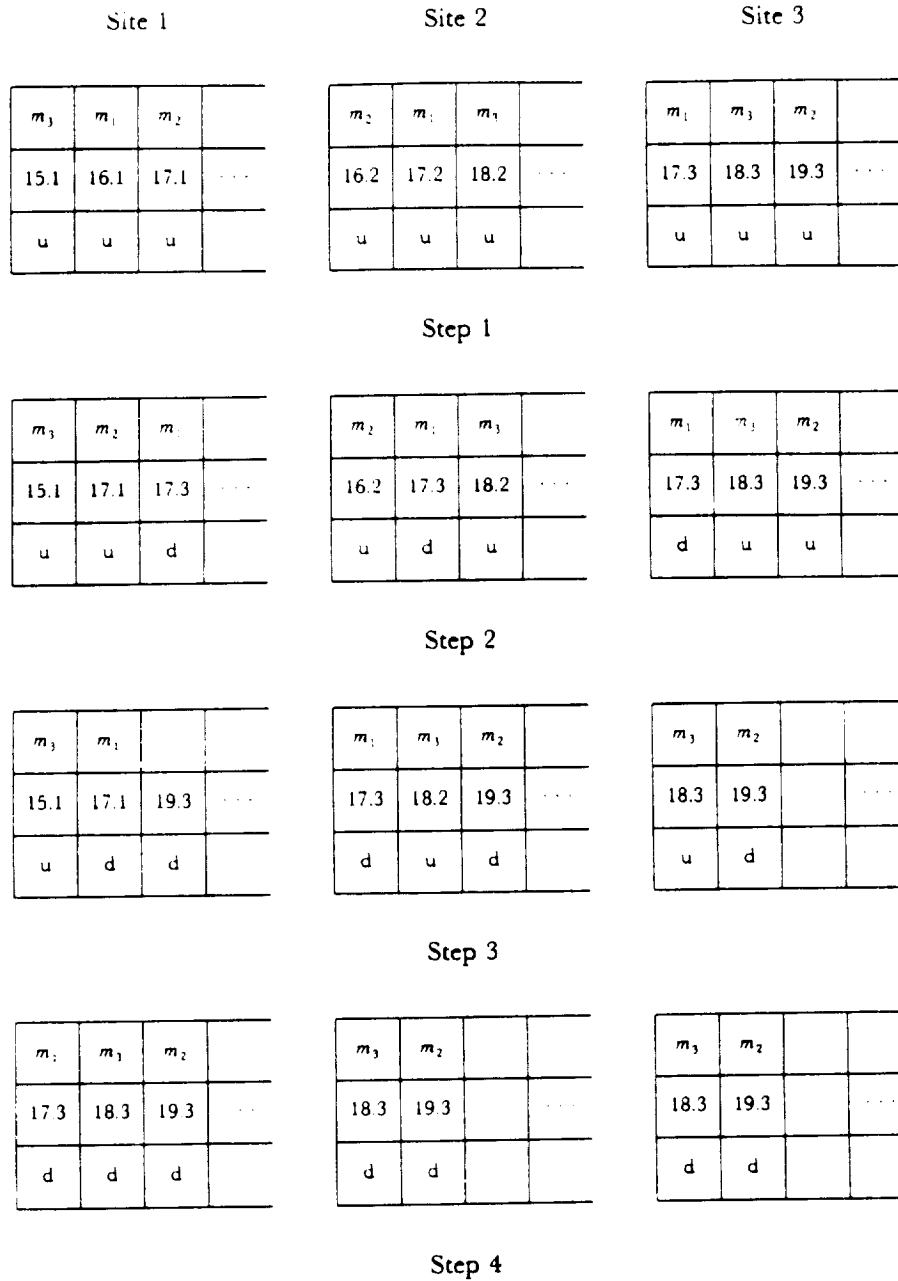 Site 1 Site 2 Site 3
m₃ m₁ m₂ m₂ m₁ m₃ m₁ m₃ m₂
15.1 16.1 17.1 ... 16.2 17.2 18.2 ... 17.3 18.3 19.3 ...
u u u u u u u u u
Step 1
m₃ m₂ m₁ m₂ m₁ m₃ m₁ m₃ m₂
15.1 17.1 17.3 ... 16.2 17.3 18.2 ... 17.3 18.3 19.3 ...
u u d u d u d u u
Step 2
m₃ m₁ m₁ m₃ m₂ m₃ m₂
15.1 17.1 19.3 ... 17.3 18.2 19.3 ... 18.3 19.3 ...
u d d d u d u d
Step 3
m₁ m₃ m₂ m₃ m₂ m₃ m₂
17.3 18.3 19.3 ... 18.3 19.3 ... 18.3 19.3 ...
d d d d d d d
Step 4